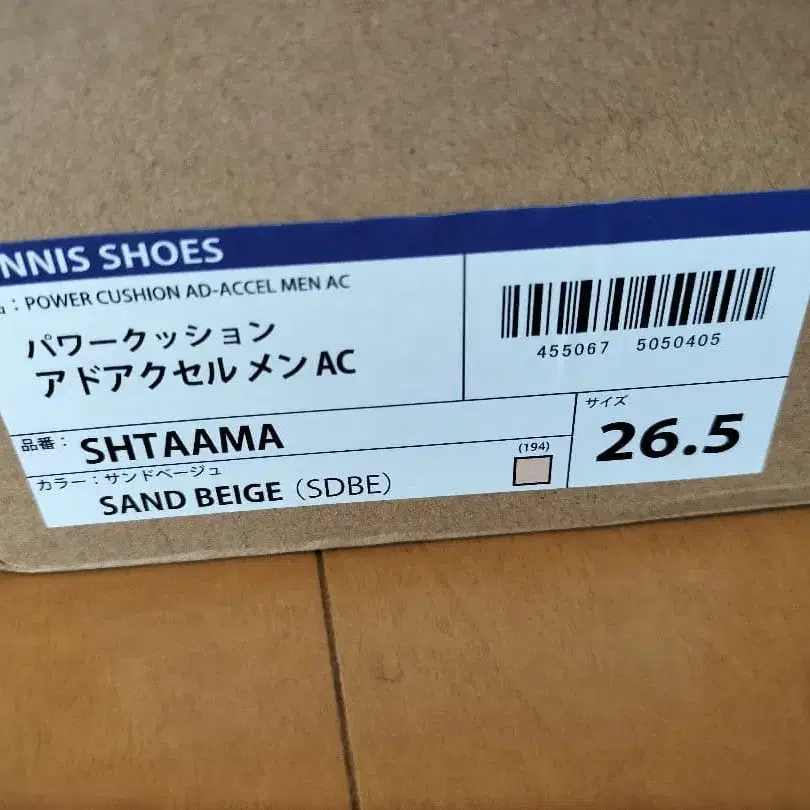 NNIS SHOES
: POWER CUSHION AD-ACCEL MEN AC
パワークッション
アドアクセル メン AC
455067 5050405
品番: SHTAAMA
サイズ
26.5
カラー:サンドベージュ
(194)
SAND BEIGE (SDBE)